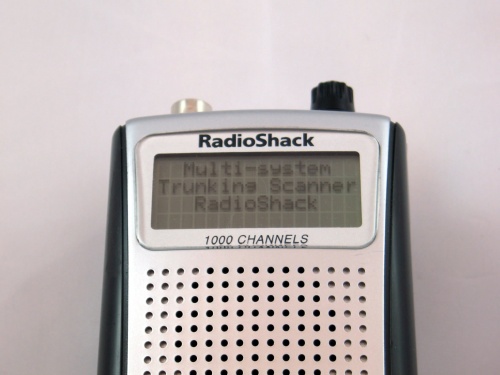 RadioShack
Multi-system
Trunking Scanner
RadioShack
1000 CHANNELS